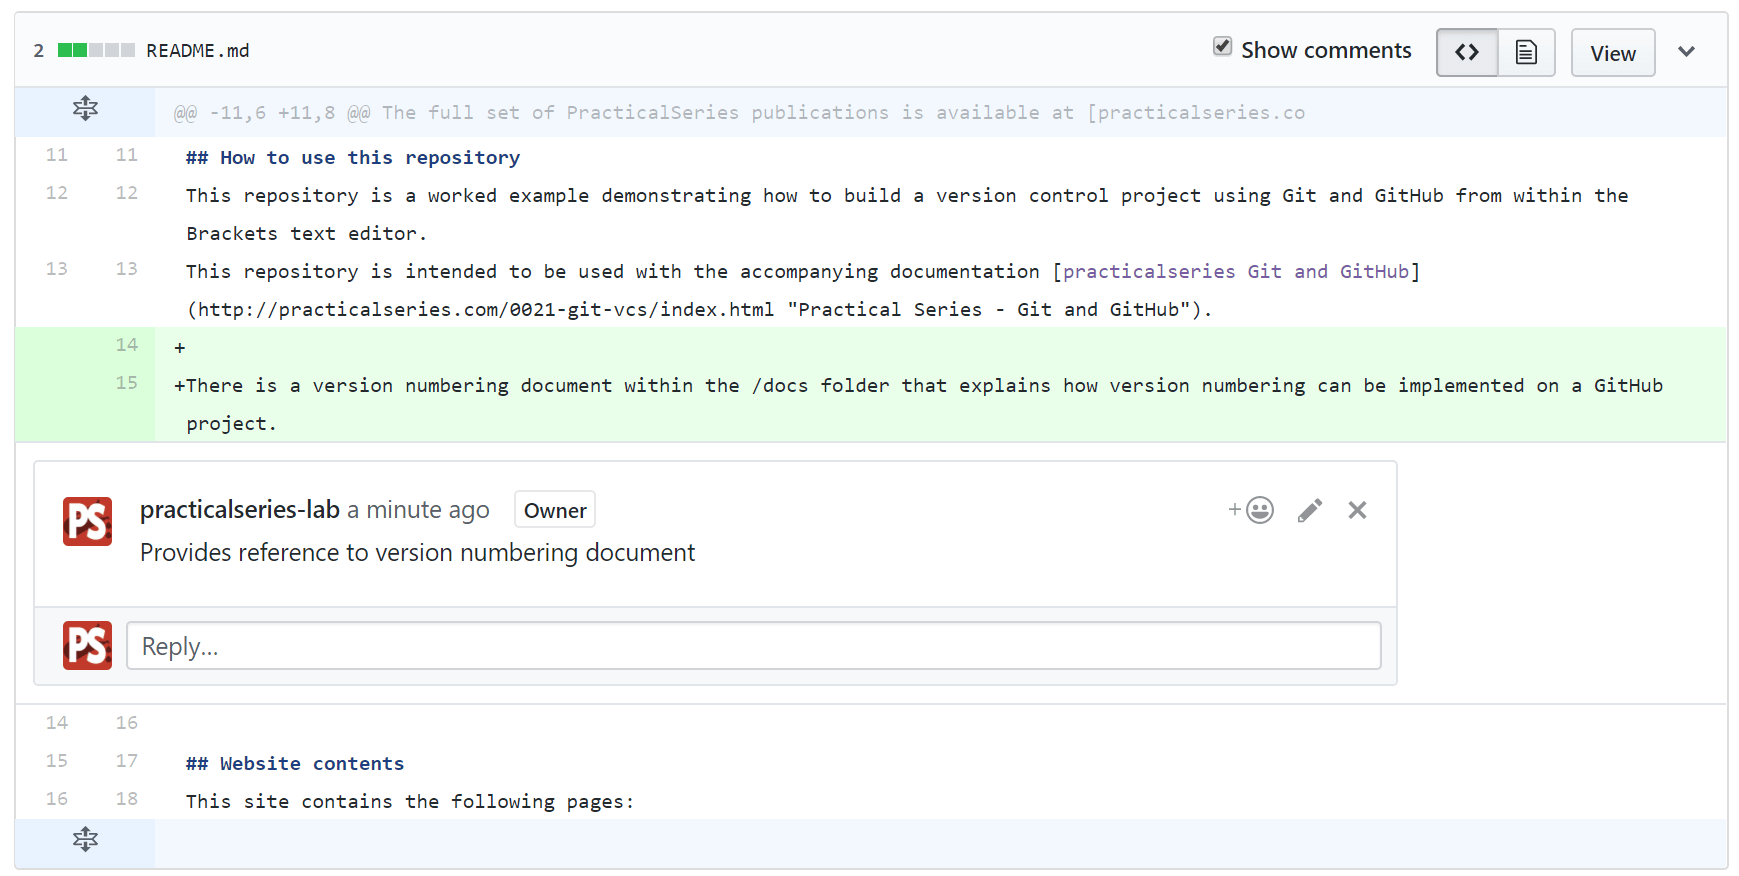 2 README.md Show comments View
@@ -11,6 +11,8 @@ The full set of PracticalSeries publications is available at [practicalseries.co
11 11 ## How to use this repository
12 12 This repository is a worked example demonstrating how to build a version control project using Git and GitHub from within the
Brackets text editor.
13 13 This repository is intended to be used with the accompanying documentation [practicalseries Git and GitHub]
(http://practicalseries.com/0021-git-vcs/index.html "Practical Series - Git and GitHub").
14 +
15 +There is a version numbering document within the /docs folder that explains how version numbering can be implemented on a GitHub
project.
PS practicalseries-lab a minute ago Owner
Provides reference to version numbering document
PS Reply...
14 16
15 17 ## Website contents
16 18 This site contains the following pages: